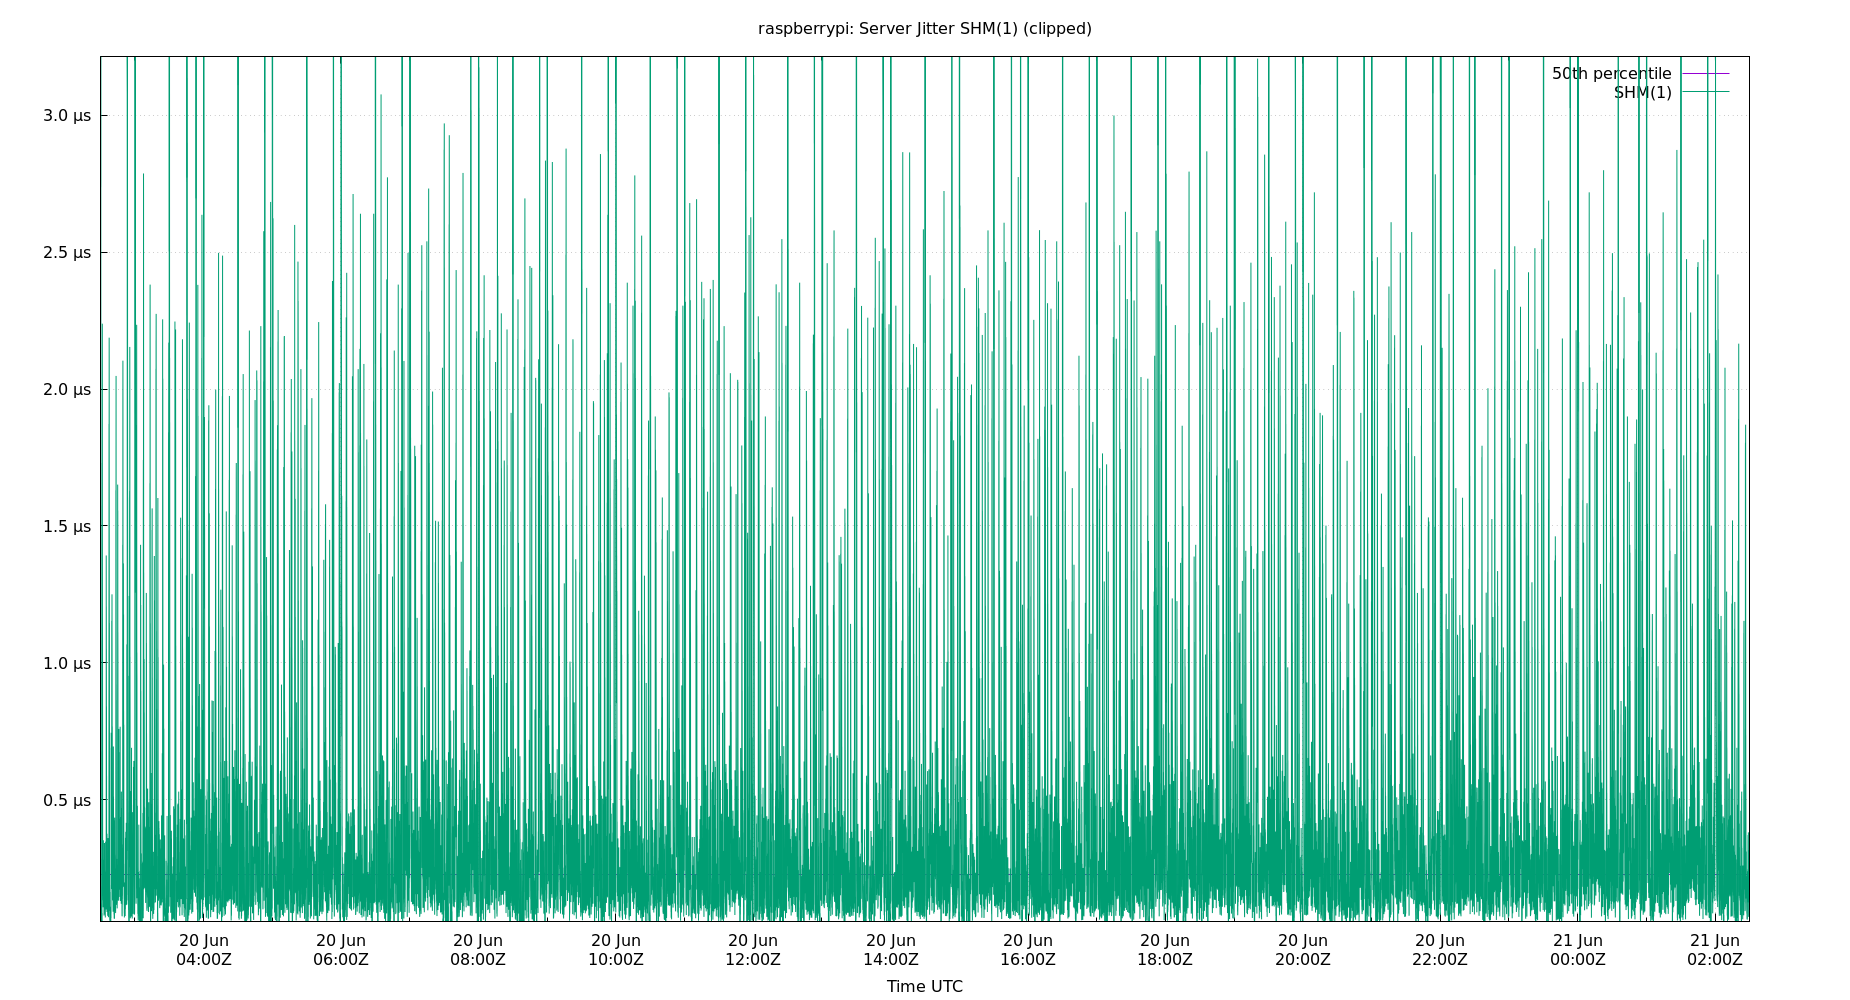 raspberrypi: Server Jitter SHM(1) (clipped)
50th percentile
SHM(1)
3.0 µs
2.5 µs
2.0 µs
1.5 µs
1.0 µs
0.5 µs
20 Jun 20 Jun 20 Jun 20 Jun 20 Jun 20 Jun 20 Jun 20 Jun 20 Jun 20 Jun 21 Jun 21 Jun
04:00Z 06:00Z 08:00Z 10:00Z 12:00Z 14:00Z 16:00Z 18:00Z 20:00Z 22:00Z 00:00Z 02:00Z
Time UTC